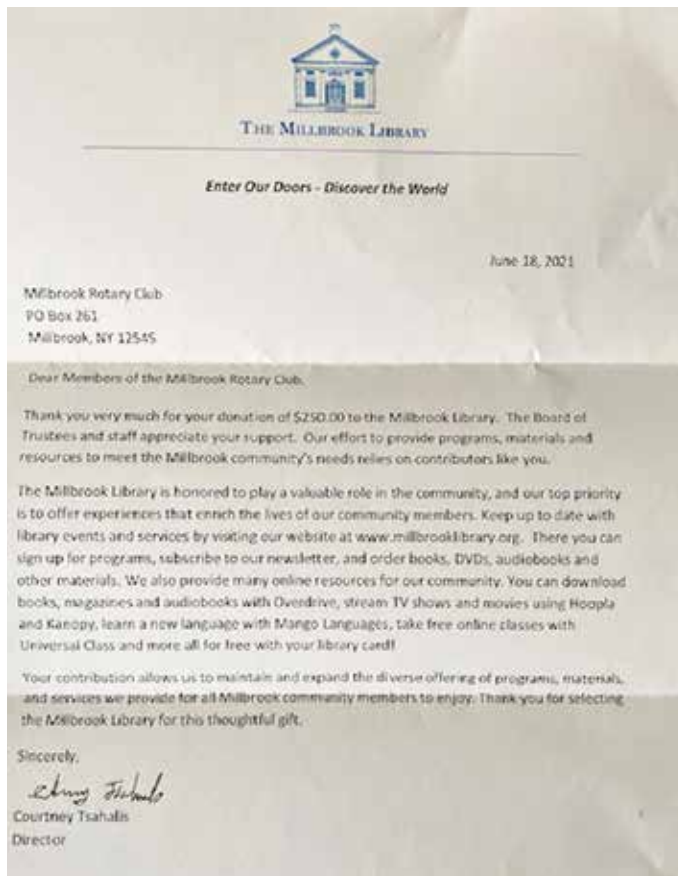 THE MILLBROOK LIBRARY
Enter Our Doors - Discover the World
June 18, 2021
Millbrook Rotary Club
PO Box 261
Millbrook, NY 12545
Dear Members of the Millbrook Rotary Club,
Thank you very much for your donation of $250.00 to the Millbrook Library. The Board of
Trustees and staff appreciate your support. Our effort to provide programs, materials and
resources to meet the Millbrook community's needs relies on contributors like you.
The Millbrook Library is honored to play a valuable role in the community, and our top priority
is to offer experiences that enrich the lives of our community members. Keep up to date with
library events and services by visiting our website at www.millbrooklibrary.org. There you can
sign up for programs, subscribe to our newsletter, and order books, DVDs, audiobooks and
other materials. We also provide many online resources for our community. You can download
books, magazines and audiobooks with Overdrive, stream TV shows and movies using Hoopla
and Kanopy, learn a new language with Mango Languages, take free online classes with
Universal Class and more all for free with your library card!
Your contribution allows us to maintain and expand the diverse offering of programs, materials,
and services we provide for all Millbrook community members to enjoy. Thank you for selecting
the Millbrook Library for this thoughtful gift.
Sincerely,
Courtney Tsahalis
Director